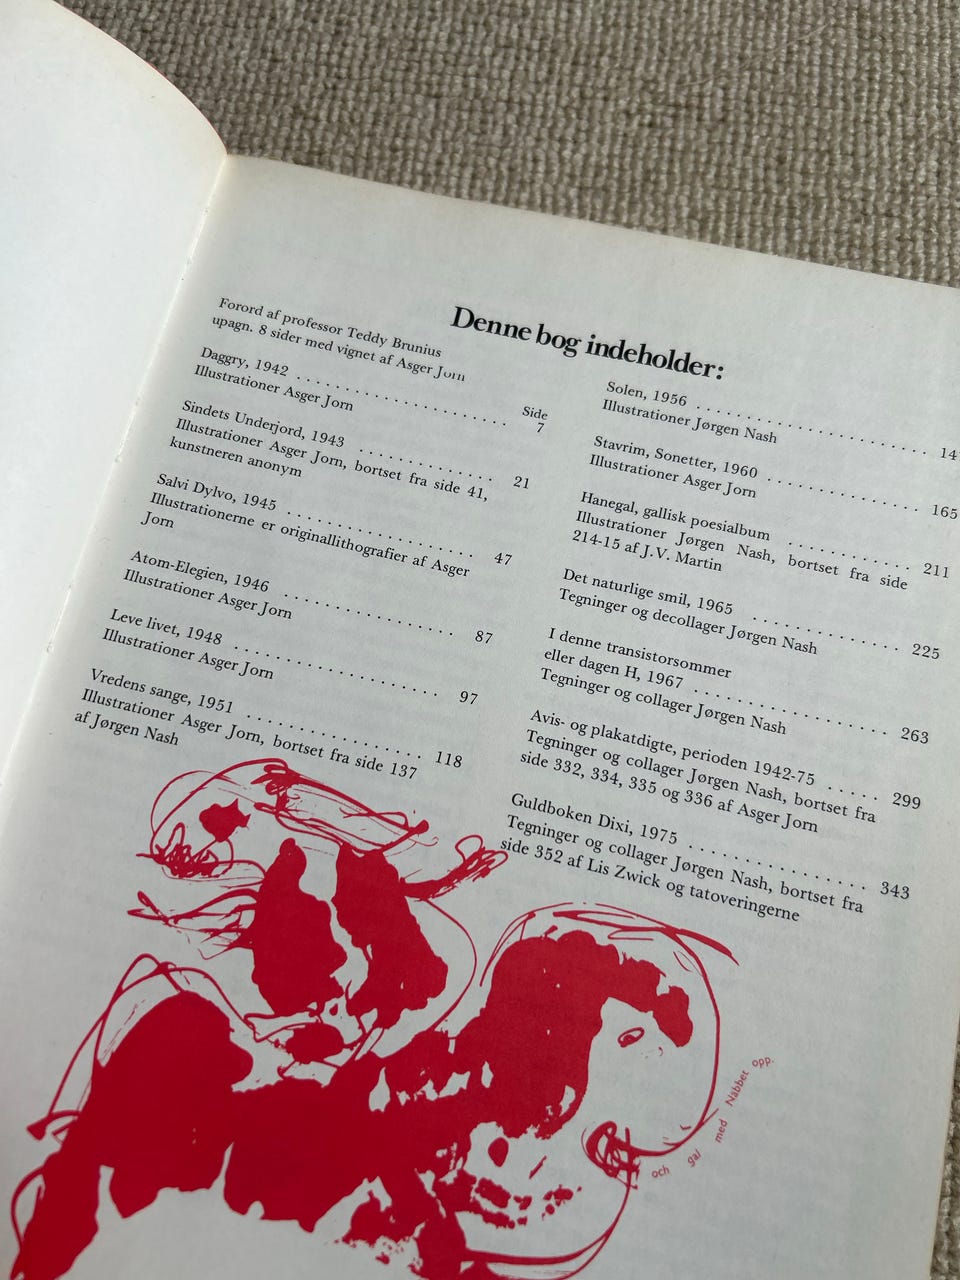 Denne bog indeholder:
Forord af professor Teddy Brunius
upagn. 8 sider med vignet af Asger Jorn
Side
Daggry, 1942 . . . . . . . . . . . . . . . . . . . . 7
Illustrationer Asger Jorn
Sindets Underjord, 1943 . . . . . . . . . . . . . 21
Illustrationer Asger Jorn, bortset fra side 41,
kunstneren anonym
Salvi Dylvo, 1945 . . . . . . . . . . . . . . . . . 47
Illustrationerne er originallithografier af Asger
Jorn
Atom-Elegien, 1946 . . . . . . . . . . . . . . . . 87
Illustrationer Asger Jorn
Leve livet, 1948 . . . . . . . . . . . . . . . . . . 97
Illustrationer Asger Jorn
Vredens sange, 1951 . . . . . . . . . . . . . . . 118
Illustrationer Asger Jorn, bortset fra side 137
af Jørgen Nash
Solen, 1956 . . . . . . . . . . . . . . . . . . . .
Illustrationer Jørgen Nash
Stavrim, Sonetter, 1960 . . . . . . . . . . . . . 165
Illustrationer Asger Jorn
Hanegal, gallisk poesialbum . . . . . . . . . . 211
Illustrationer Jørgen Nash, bortset fra side
214-15 af J.V. Martin
Det naturlige smil, 1965 . . . . . . . . . . . . . 225
Tegninger og decollager Jørgen Nash
I denne transistorsommer
eller dagen H, 1967 . . . . . . . . . . . . . . . . 263
Tegninger og collager Jørgen Nash
Avis- og plakatdigte, perioden 1942-75 . . . . . 299
Tegninger og collager Jørgen Nash, bortset fra
side 332, 334, 335 og 336 af Asger Jorn
Guldboken Dixi, 1975 . . . . . . . . . . . . . . . 343
Tegninger og collager Jørgen Nash, bortset fra
side 352 af Lis Zwick og tatoveringerne
och gal med Näbbet opp.